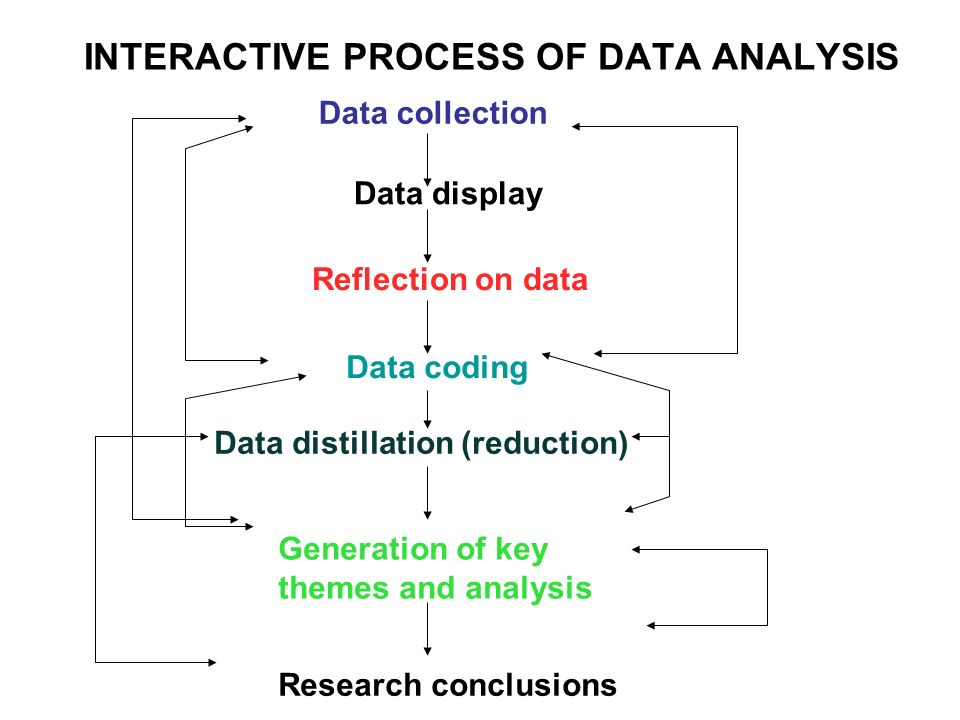 INTERACTIVE PROCESS OF DATA ANALYSIS
Data collection
Data display
Reflection on data
Data coding
Data distillation (reduction)
Generation of key
themes and analysis
Research conclusions